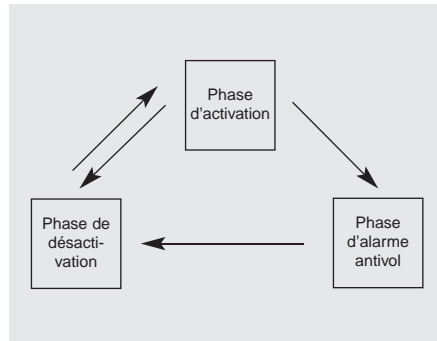 Phase
d'activation
Phase de
désacti-
vation
Phase
d'alarme
antivol